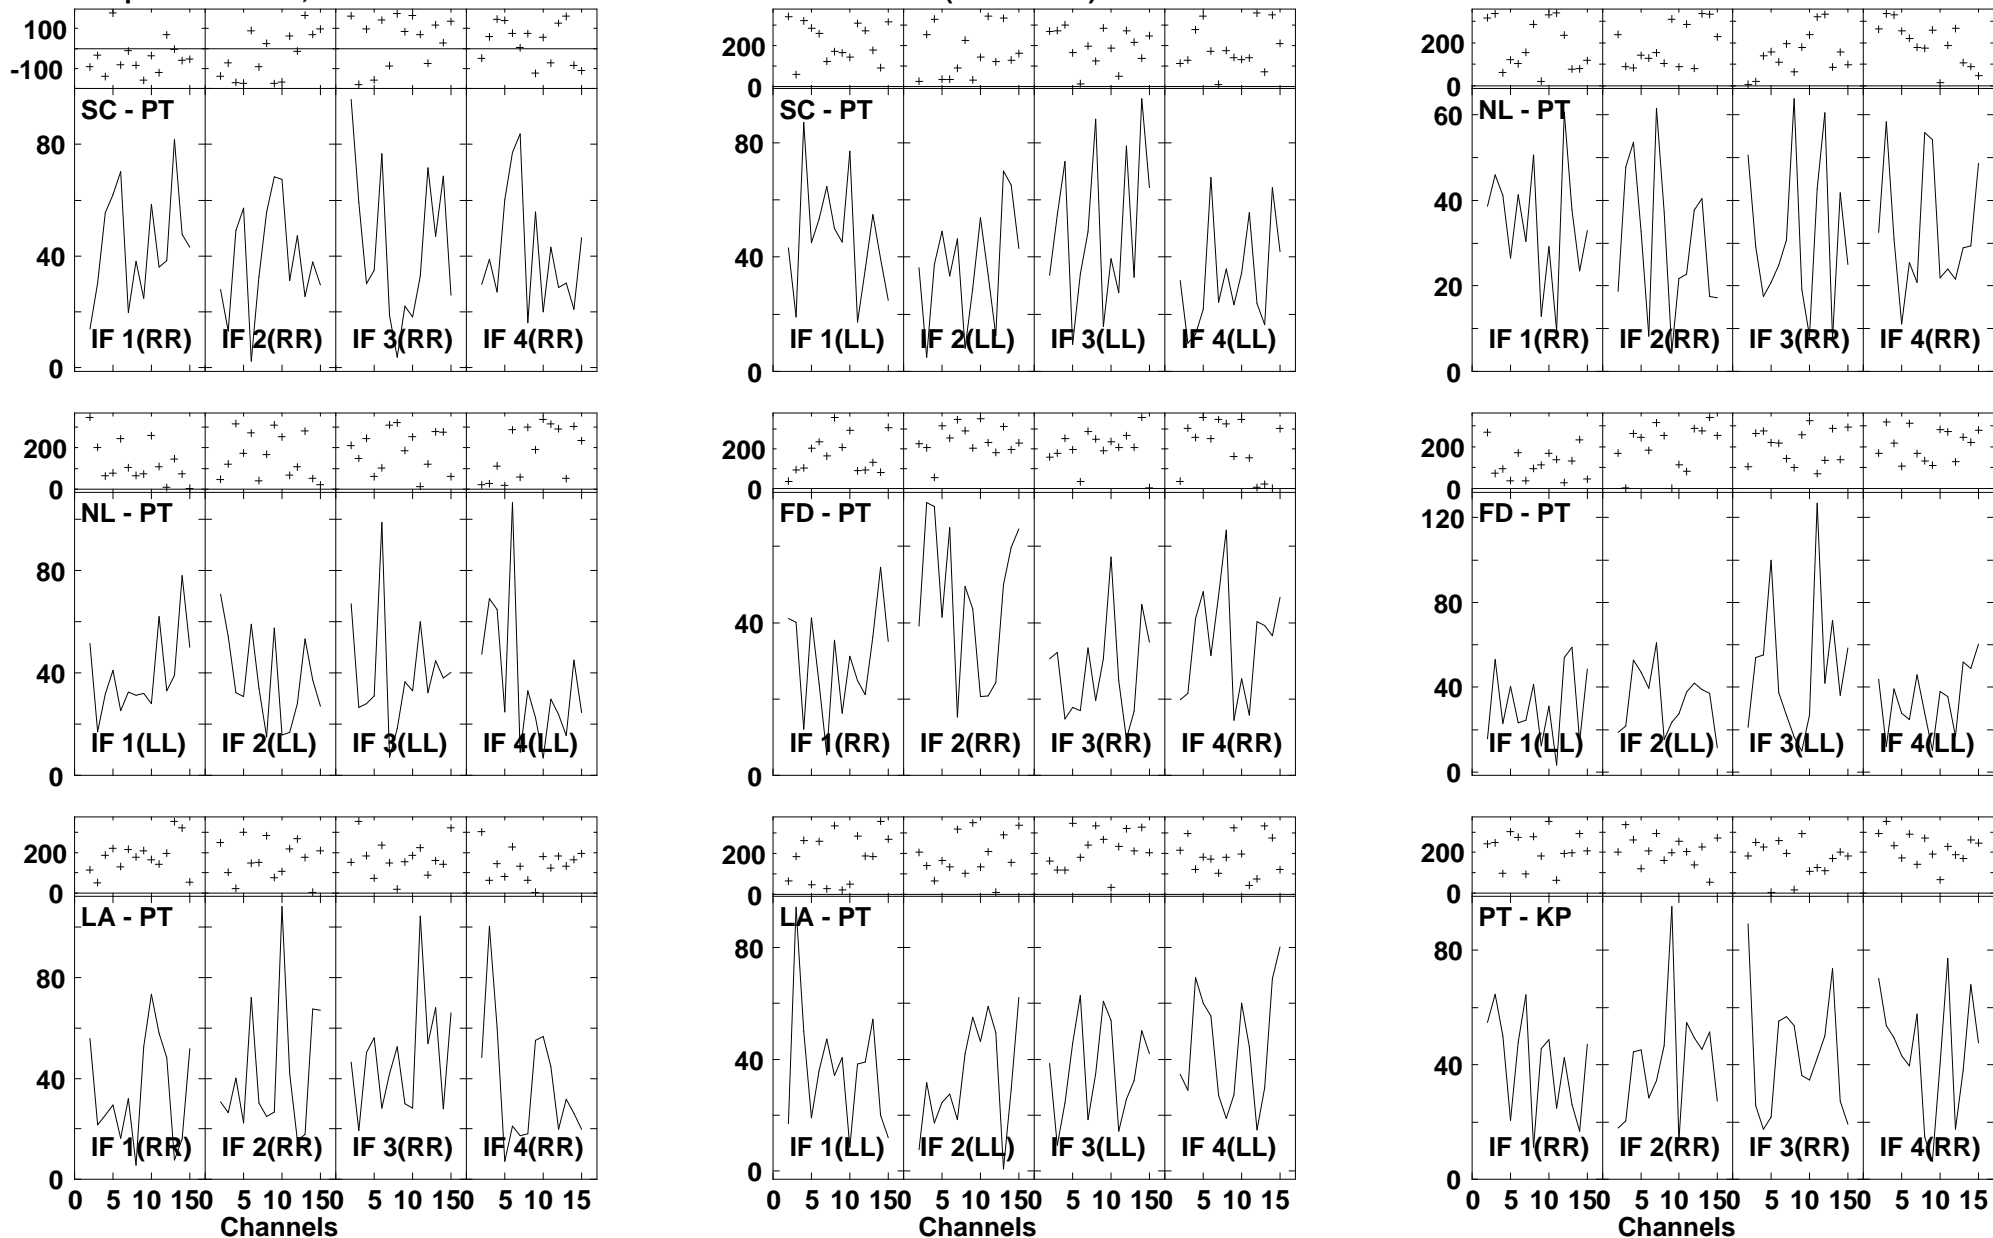 100
-100
SC - PT
80
40
0
IF 1(RR) IF 2(RR) IF 3(RR) IF 4(RR)
200
0
SC - PT
80
40
0
IF 1(LL) IF 2(LL) IF 3(LL) IF 4(LL)
200
0
NL - PT
60
40
20
0
IF 1(RR) IF 2(RR) IF 3(RR) IF 4(RR)
200
0
NL - PT
80
40
0
IF 1(LL) IF 2(LL) IF 3(LL) IF 4(LL)
200
0
FD - PT
40
0
IF 1(RR) IF 2(RR) IF 3(RR) IF 4(RR)
200
0
FD - PT
120
80
40
0
IF 1(LL) IF 2(LL) IF 3(LL) IF 4(LL)
200
0
LA - PT
80
40
0
IF 1(RR) IF 2(RR) IF 3(RR) IF 4(RR)
0 5 10 150 5 10 150 5 10 150 5 10 15
Channels
200
0
LA - PT
80
40
0
IF 1(LL) IF 2(LL) IF 3(LL) IF 4(LL)
0 5 10 150 5 10 150 5 10 150 5 10 15
Channels
200
0
PT - KP
80
40
0
IF 1(RR) IF 2(RR) IF 3(RR) IF 4(RR)
0 5 10 150 5 10 150 5 10 150 5 10 15
Channels